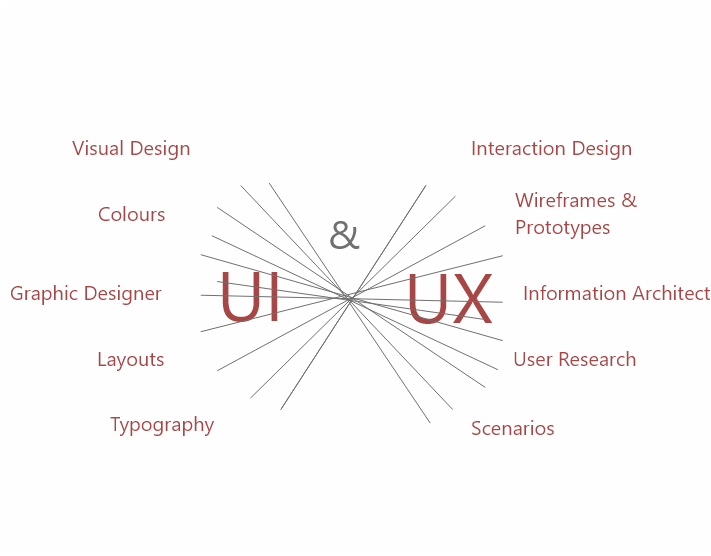 Visual Design
Colours
Graphic Designer
Layouts
Typography
&
UI UX
Interaction Design
Wireframes &
Prototypes
Information Architect
User Research
Scenarios